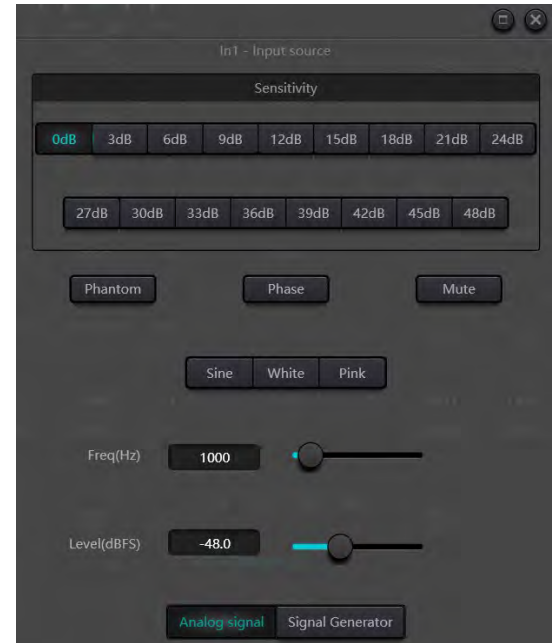 In1 - Input source
Sensitivity
0dB 3dB 6dB 9dB 12dB 15dB 18dB 21dB 24dB
27dB 30dB 33dB 36dB 39dB 42dB 45dB 48dB
Phantom Phase Mute
Sine White Pink
Freq(Hz) 1000
Level(dBFS) -48.0
Analog signal Signal Generator